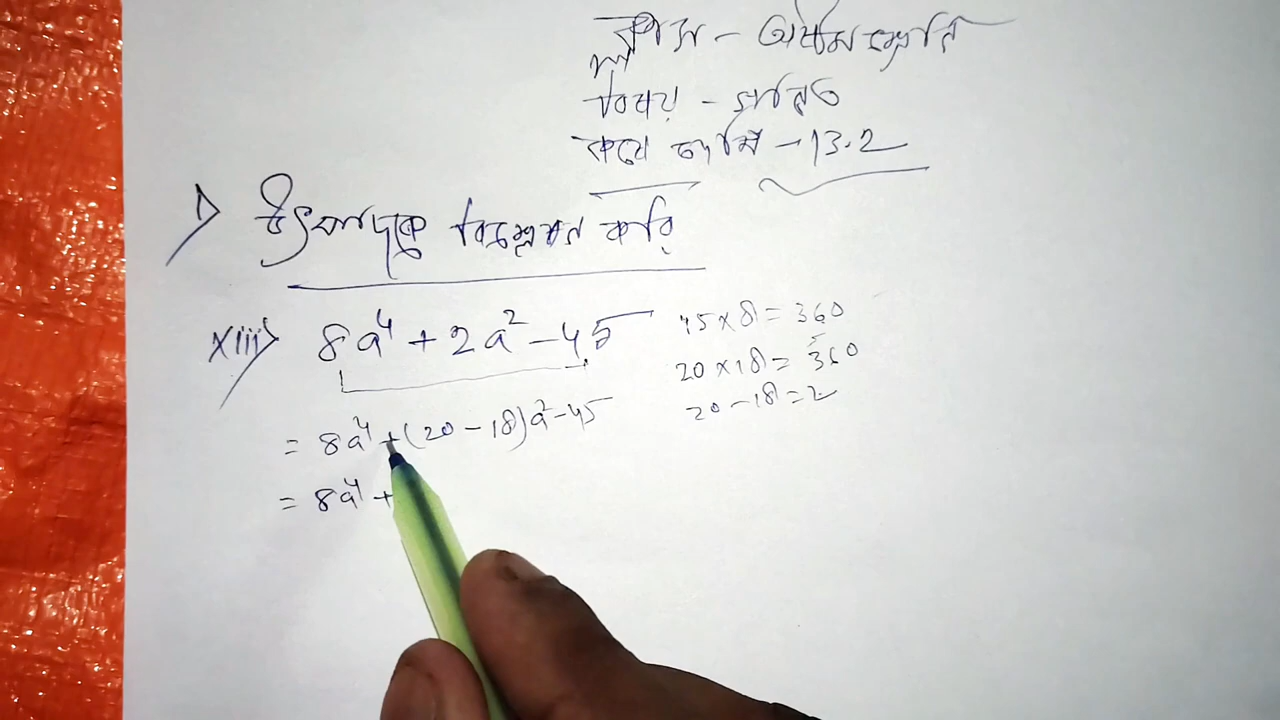 ক্লাস - অষ্টম শ্রেণি
বিষয় - গণিত
কষে দেখি - 13.2
1) উৎপাদকে বিশ্লেষণ করি
xiii) 8a⁴ + 2a² - 45
45 × 8 = 360
20 × 18 = 360
20 - 18 = 2
= 8a⁴ + (20 - 18)a² - 45
= 8a⁴ +